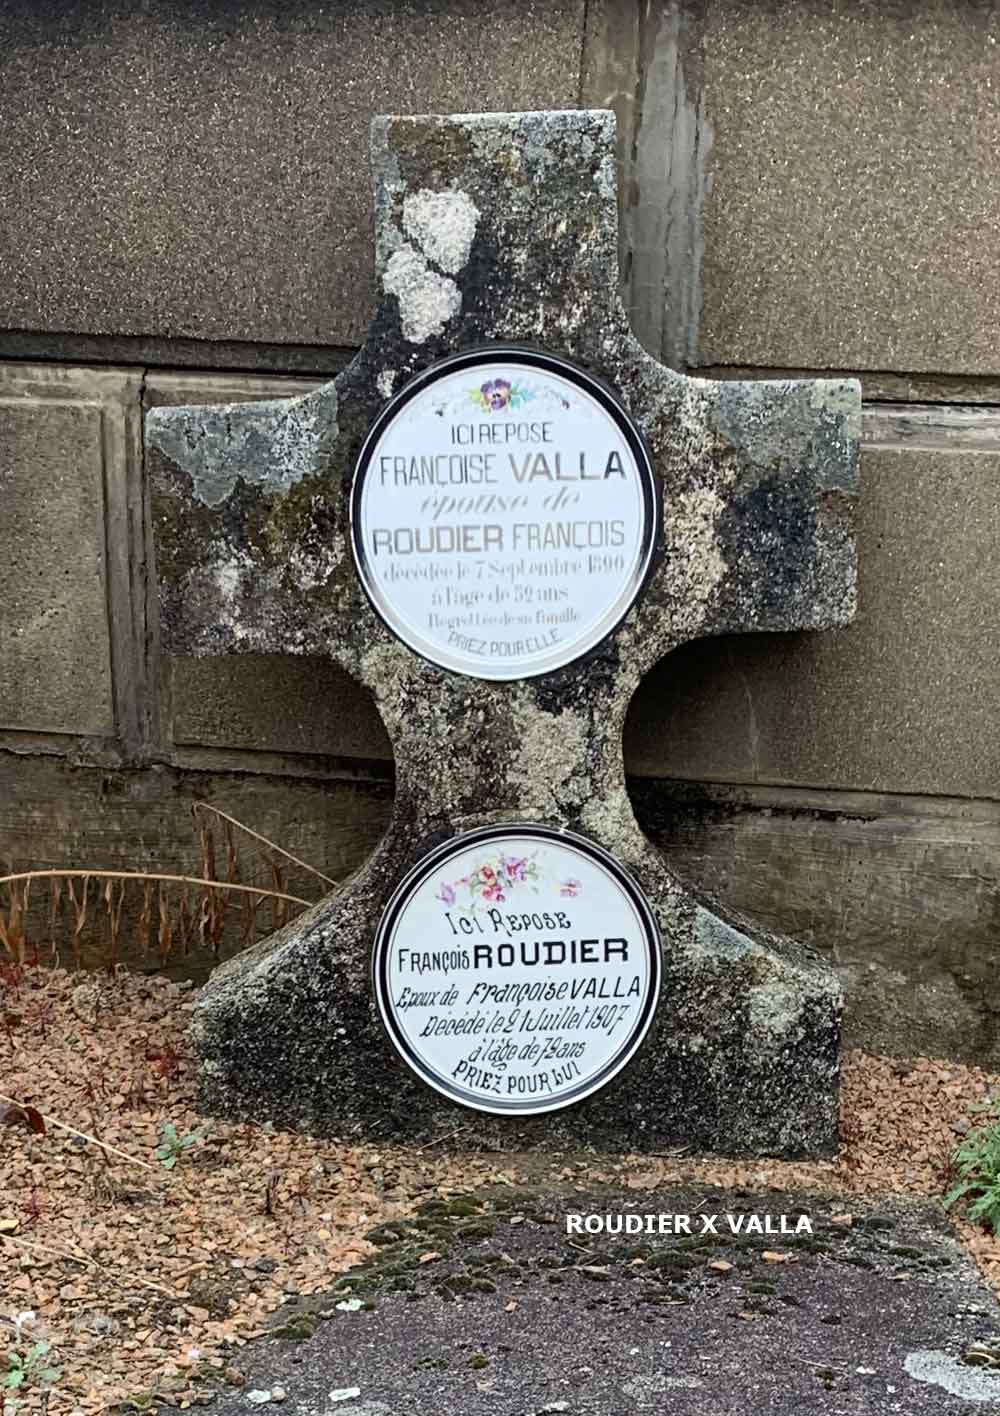 ICI REPOSE
FRANÇOISE VALLA
épouse de
ROUDIER FRANÇOIS
décédée le 7 Septembre 1890
à l'âge de 52 ans
Regrettée de sa famille
PRIEZ POUR ELLE
ICI REPOSE
FRANÇOIS ROUDIER
Epoux de Françoise VALLA
Décédé le 21 Juillet 1907
à l'âge de 72 ans
PRIEZ POUR LUI
ROUDIER X VALLA